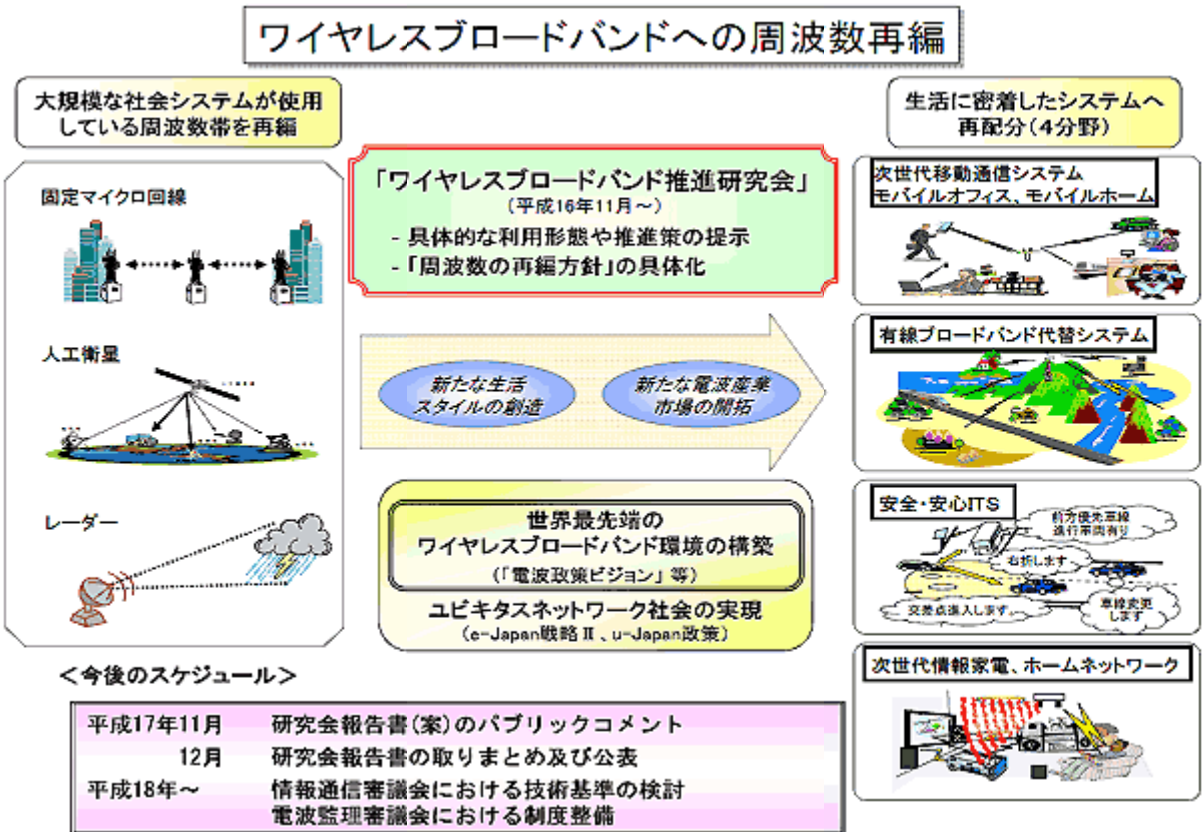 ワイヤレスブロードバンドへの周波数再編
大規模な社会システムが使用
している周波数帯を再編
固定マイクロ回線
人工衛星
レーダー
「ワイヤレスブロードバンド推進研究会」
(平成16年11月～)
- 具体的な利用形態や推進策の提示
- 「周波数の再編方針」の具体化
新たな生活
スタイルの創造
新たな電波産業
市場の開拓
世界最先端の
ワイヤレスブロードバンド環境の構築
(「電波政策ビジョン」等)
ユビキタスネットワーク社会の実現
(e-Japan戦略Ⅱ、u-Japan政策)
生活に密着したシステムへ
再配分(4分野)
次世代移動通信システム
モバイルオフィス、モバイルホーム
有線ブロードバンド代替システム
安全・安心ITS
前方優先車線
進行車両有り
右折します
交差点進入します。
車線変更
します
次世代情報家電、ホームネットワーク
＜今後のスケジュール＞
平成17年11月 研究会報告書(案)のパブリックコメント
12月 研究会報告書の取りまとめ及び公表
平成18年～ 情報通信審議会における技術基準の検討
電波監理審議会における制度整備